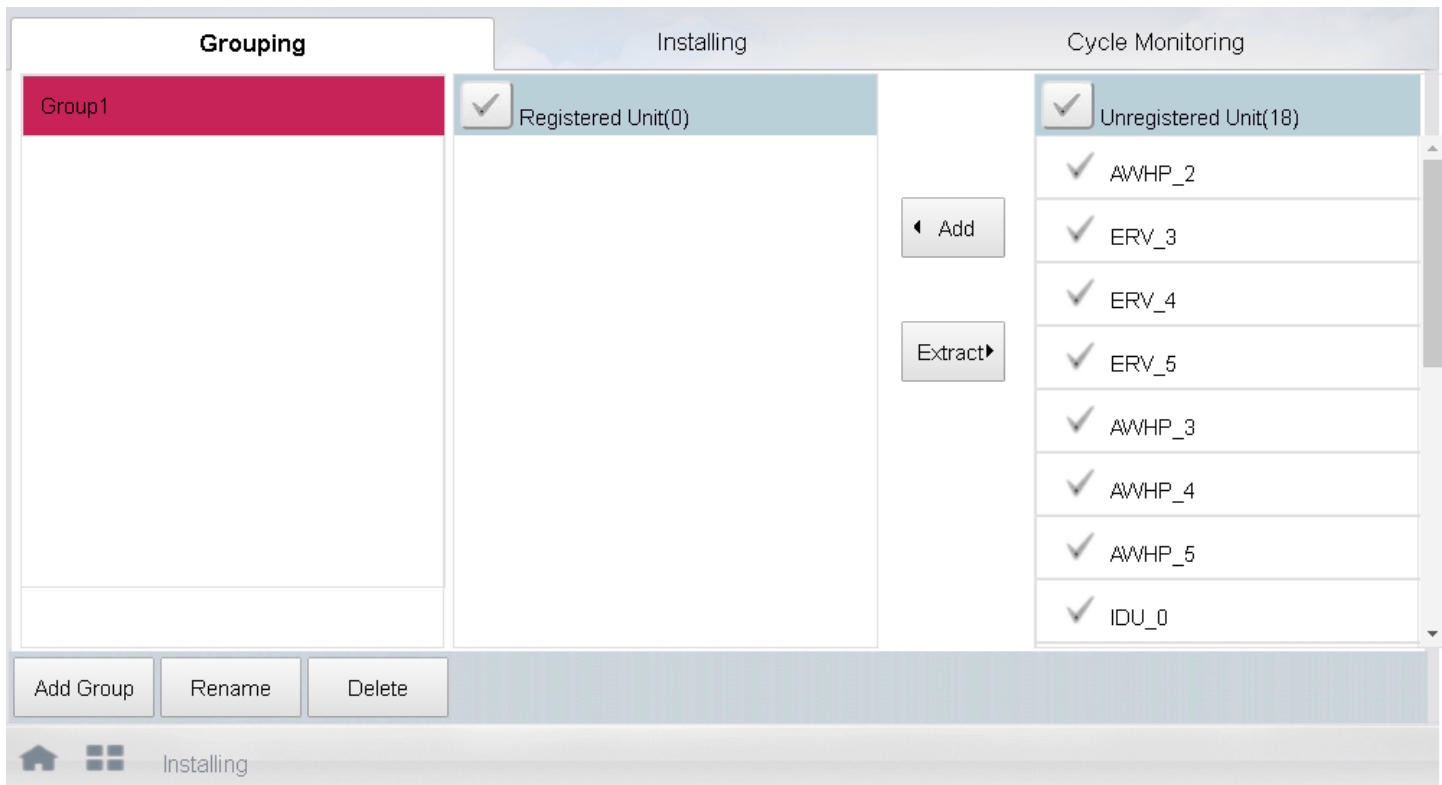 Grouping
Installing
Cycle Monitoring
Group1
Registered Unit(0)
Unregistered Unit(18)
AWHP_2
ERV_3
ERV_4
ERV_5
AWHP_3
AWHP_4
AWHP_5
IDU_0
Add
Extract
Add Group
Rename
Delete
Installing